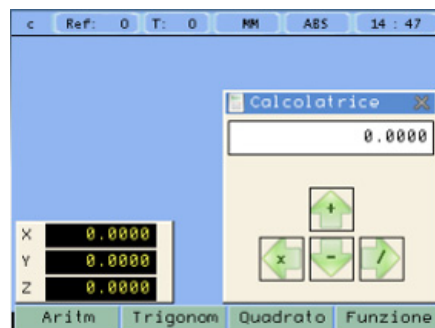 c Ref: 0 T: 0 MM ABS 14 : 47
Calcolatrice
0.0000
+
x - /
X 0.0000
Y 0.0000
Z 0.0000
Aritm Trigonom Quadrato Funzione